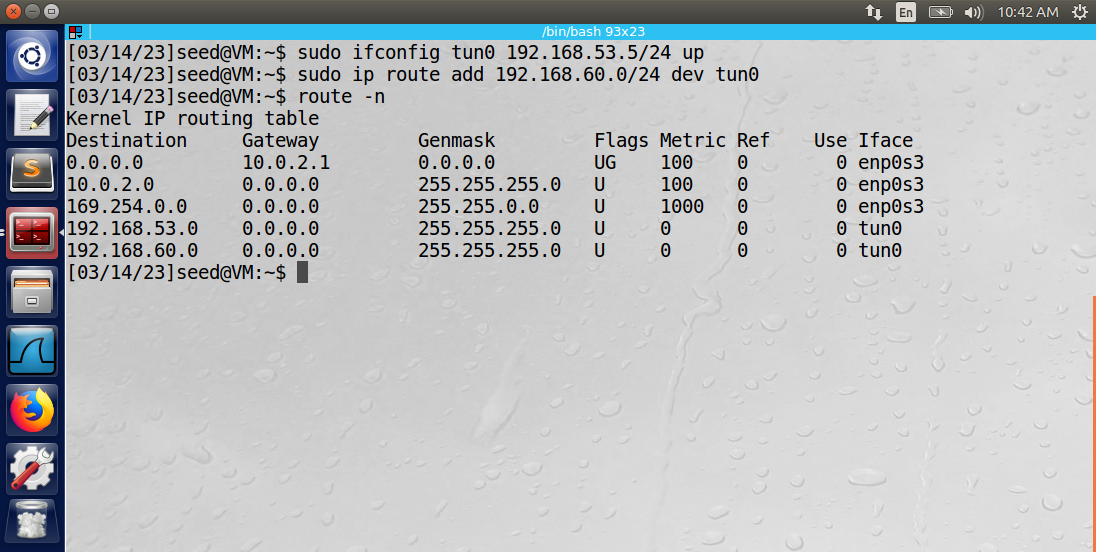 En 10:42 AM
/bin/bash 93x23
[03/14/23]seed@VM:~$ sudo ifconfig tun0 192.168.53.5/24 up
[03/14/23]seed@VM:~$ sudo ip route add 192.168.60.0/24 dev tun0
[03/14/23]seed@VM:~$ route -n
Kernel IP routing table
Destination     Gateway         Genmask         Flags Metric Ref    Use Iface
0.0.0.0         10.0.2.1        0.0.0.0         UG    100    0        0 enp0s3
10.0.2.0        0.0.0.0         255.255.255.0   U     100    0        0 enp0s3
169.254.0.0     0.0.0.0         255.255.0.0     U     1000   0        0 enp0s3
192.168.53.0    0.0.0.0         255.255.255.0   U     0      0        0 tun0
192.168.60.0    0.0.0.0         255.255.255.0   U     0      0        0 tun0
[03/14/23]seed@VM:~$